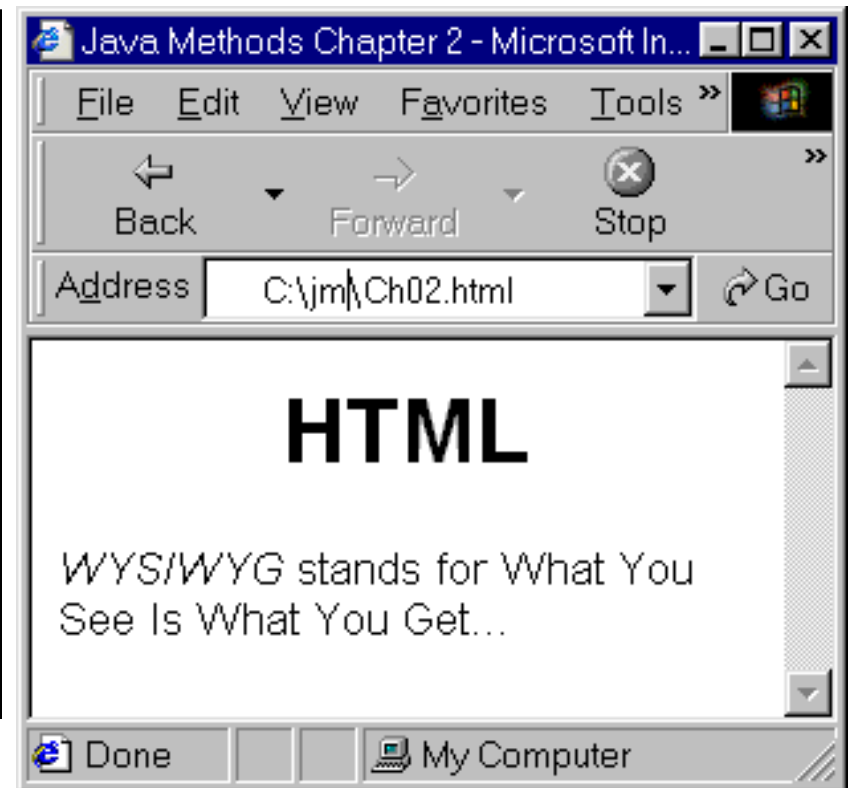 Java Methods Chapter 2 - Microsoft In...
File Edit View Favorites Tools »
»
Back Forward Stop
Address C:\jm\Ch02.html Go
HTML
WYSIWYG stands for What You
See Is What You Get...
Done My Computer